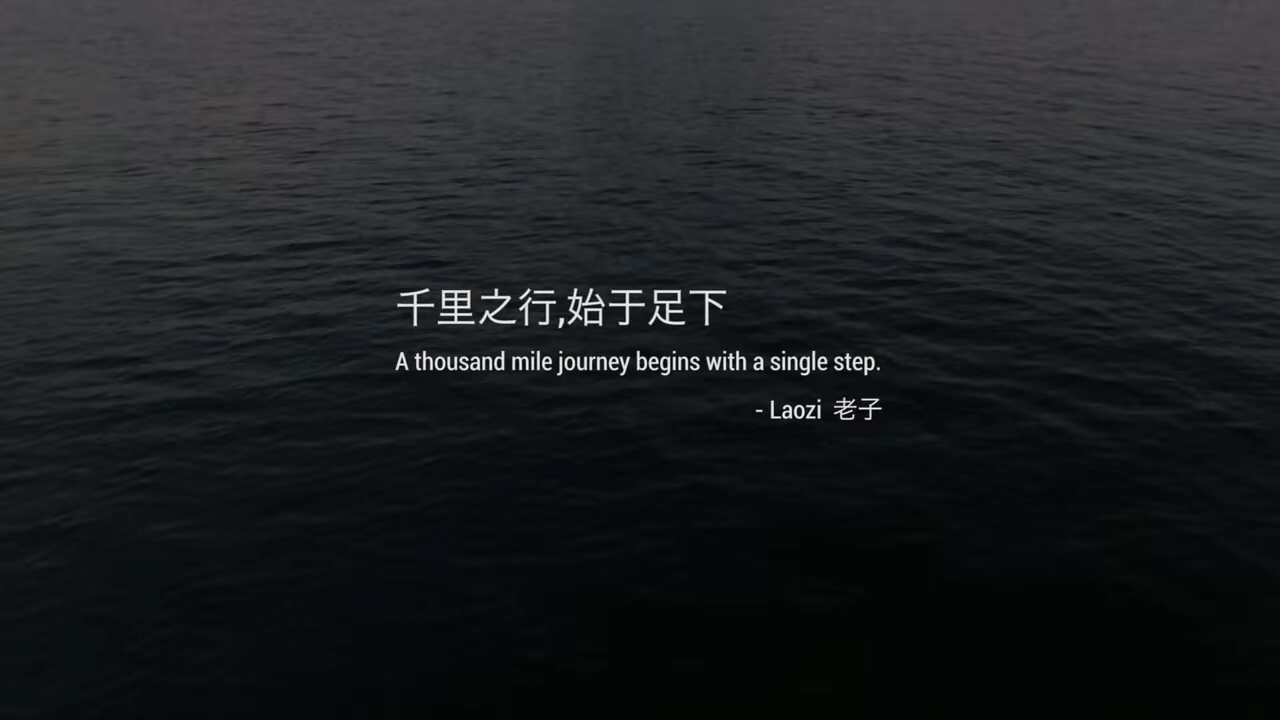 千里之行,始于足下
A thousand mile journey begins with a single step.
- Laozi 老子